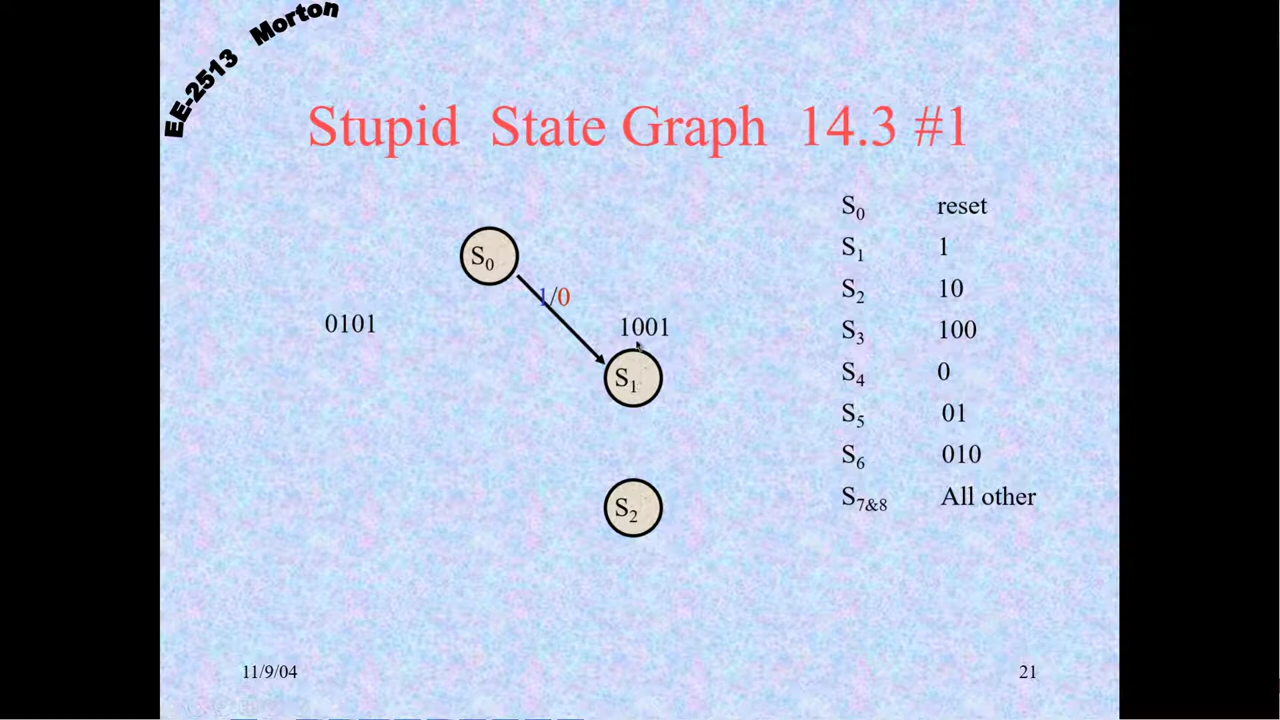 EE-2513 Morton
Stupid State Graph 14.3 #1
S₀ reset
S₁ 1
S₂ 10
S₃ 100
S₄ 0
S₅ 01
S₆ 010
S₇&₈ All other
S₀
1/0
0101
1001
S₁
S₂
11/9/04
21